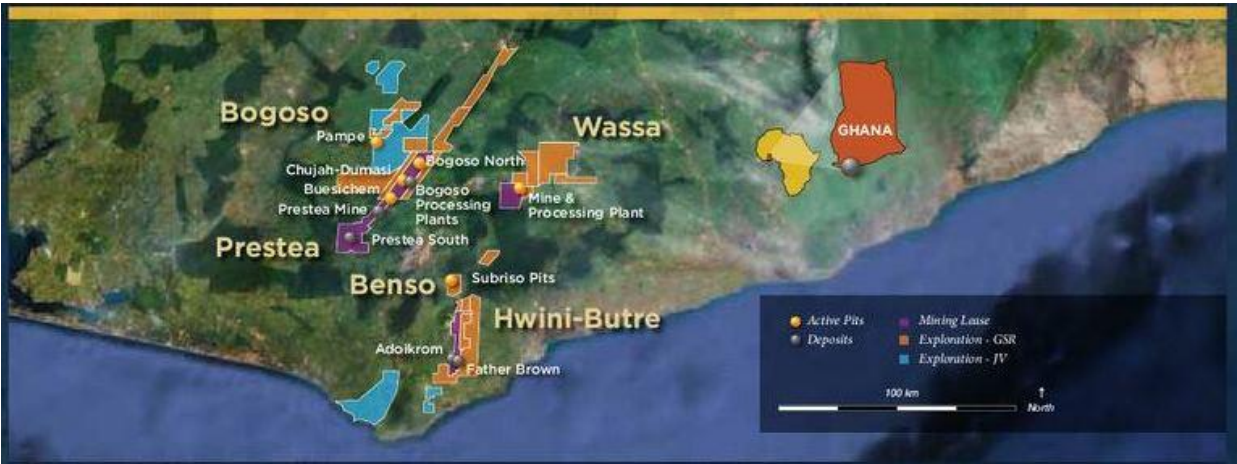 Bogoso
Pampe
Chujah-Dumasi
Buesichem
Prestea Mine
Bogoso North
Bogoso
Processing
Plants
Prestea
Prestea South
Wassa
Mine &
Processing Plant
Benso
Subriso Pits
Hwini-Butre
Adoikrom
Father Brown
GHANA
Active Pits
Deposits
Mining Lease
Exploration - GSR
Exploration - JV
100 km
↑
North